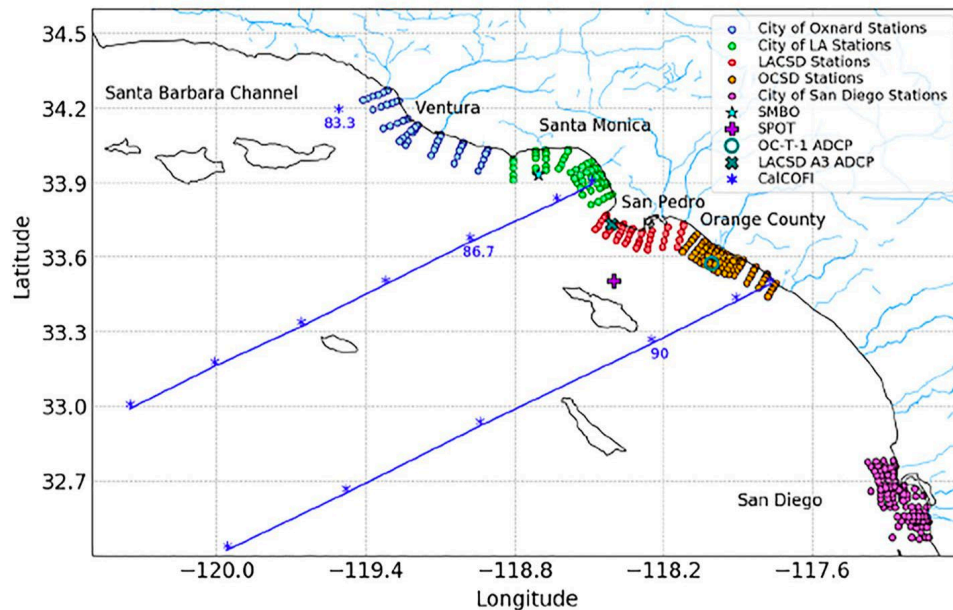 34.5
34.2
33.9
33.6
33.3
33.0
32.7
Latitude
Santa Barbara Channel
83.3
Ventura
Santa Monica
San Pedro
Orange County
86.7
90
San Diego
City of Oxnard Stations
City of LA Stations
LACSD Stations
OCSD Stations
City of San Diego Stations
SMBO
SPOT
OC-T-1 ADCP
LACSD A3 ADCP
CalCOFI
−120.0 −119.4 −118.8 −118.2 −117.6
Longitude